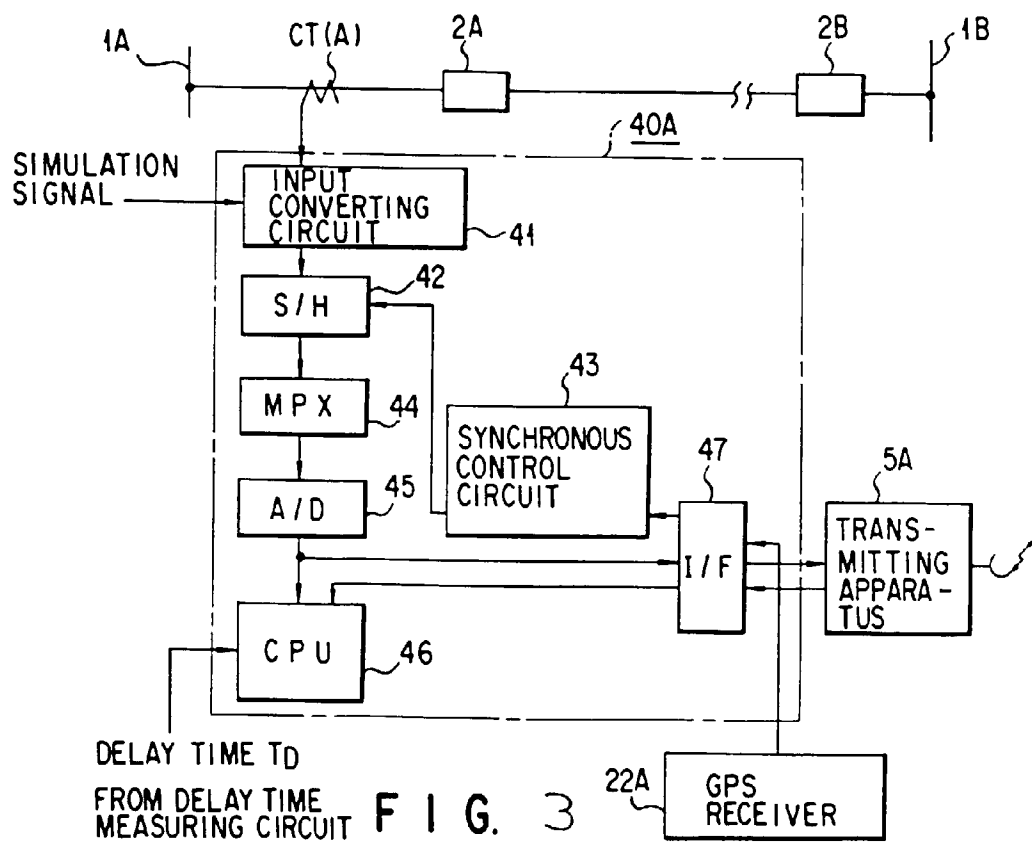 1A
CT(A)
2A
2B
1B
40A
SIMULATION
SIGNAL
INPUT
CONVERTING
CIRCUIT
41
S/H
42
MPX
44
A/D
45
CPU
46
SYNCHRONOUS
CONTROL
CIRCUIT
43
I/F
47
5A
TRANS-
MITTING
APPARA-
TUS
DELAY TIME TD
FROM DELAY TIME
MEASURING CIRCUIT
22A
GPS
RECEIVER
FIG. 3